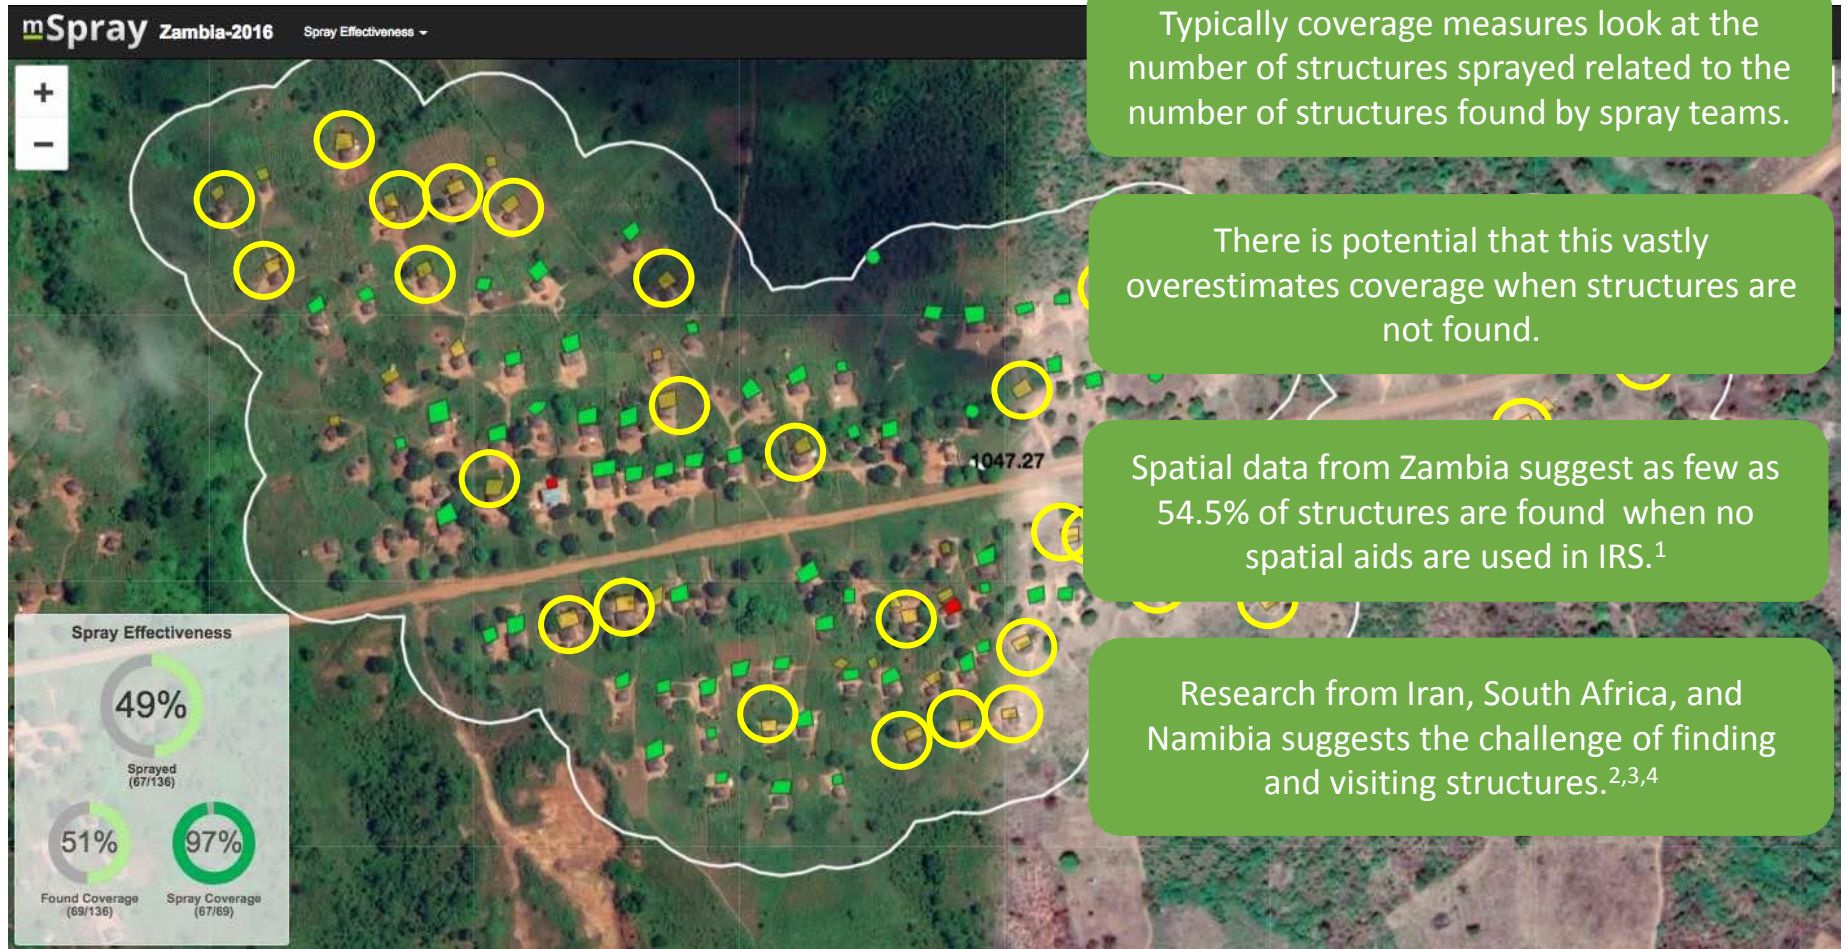 mSpray Zambia-2016 Spray Effectiveness
+
−
Typically coverage measures look at the
number of structures sprayed related to the
number of structures found by spray teams.
There is potential that this vastly
overestimates coverage when structures are
not found.
1047.27
Spatial data from Zambia suggest as few as
54.5% of structures are found when no
spatial aids are used in IRS.1
Research from Iran, South Africa, and
Namibia suggests the challenge of finding
and visiting structures.2,3,4
Spray Effectiveness
49%
Sprayed
(67/136)
51%
Found Coverage
(69/136)
97%
Spray Coverage
(67/69)